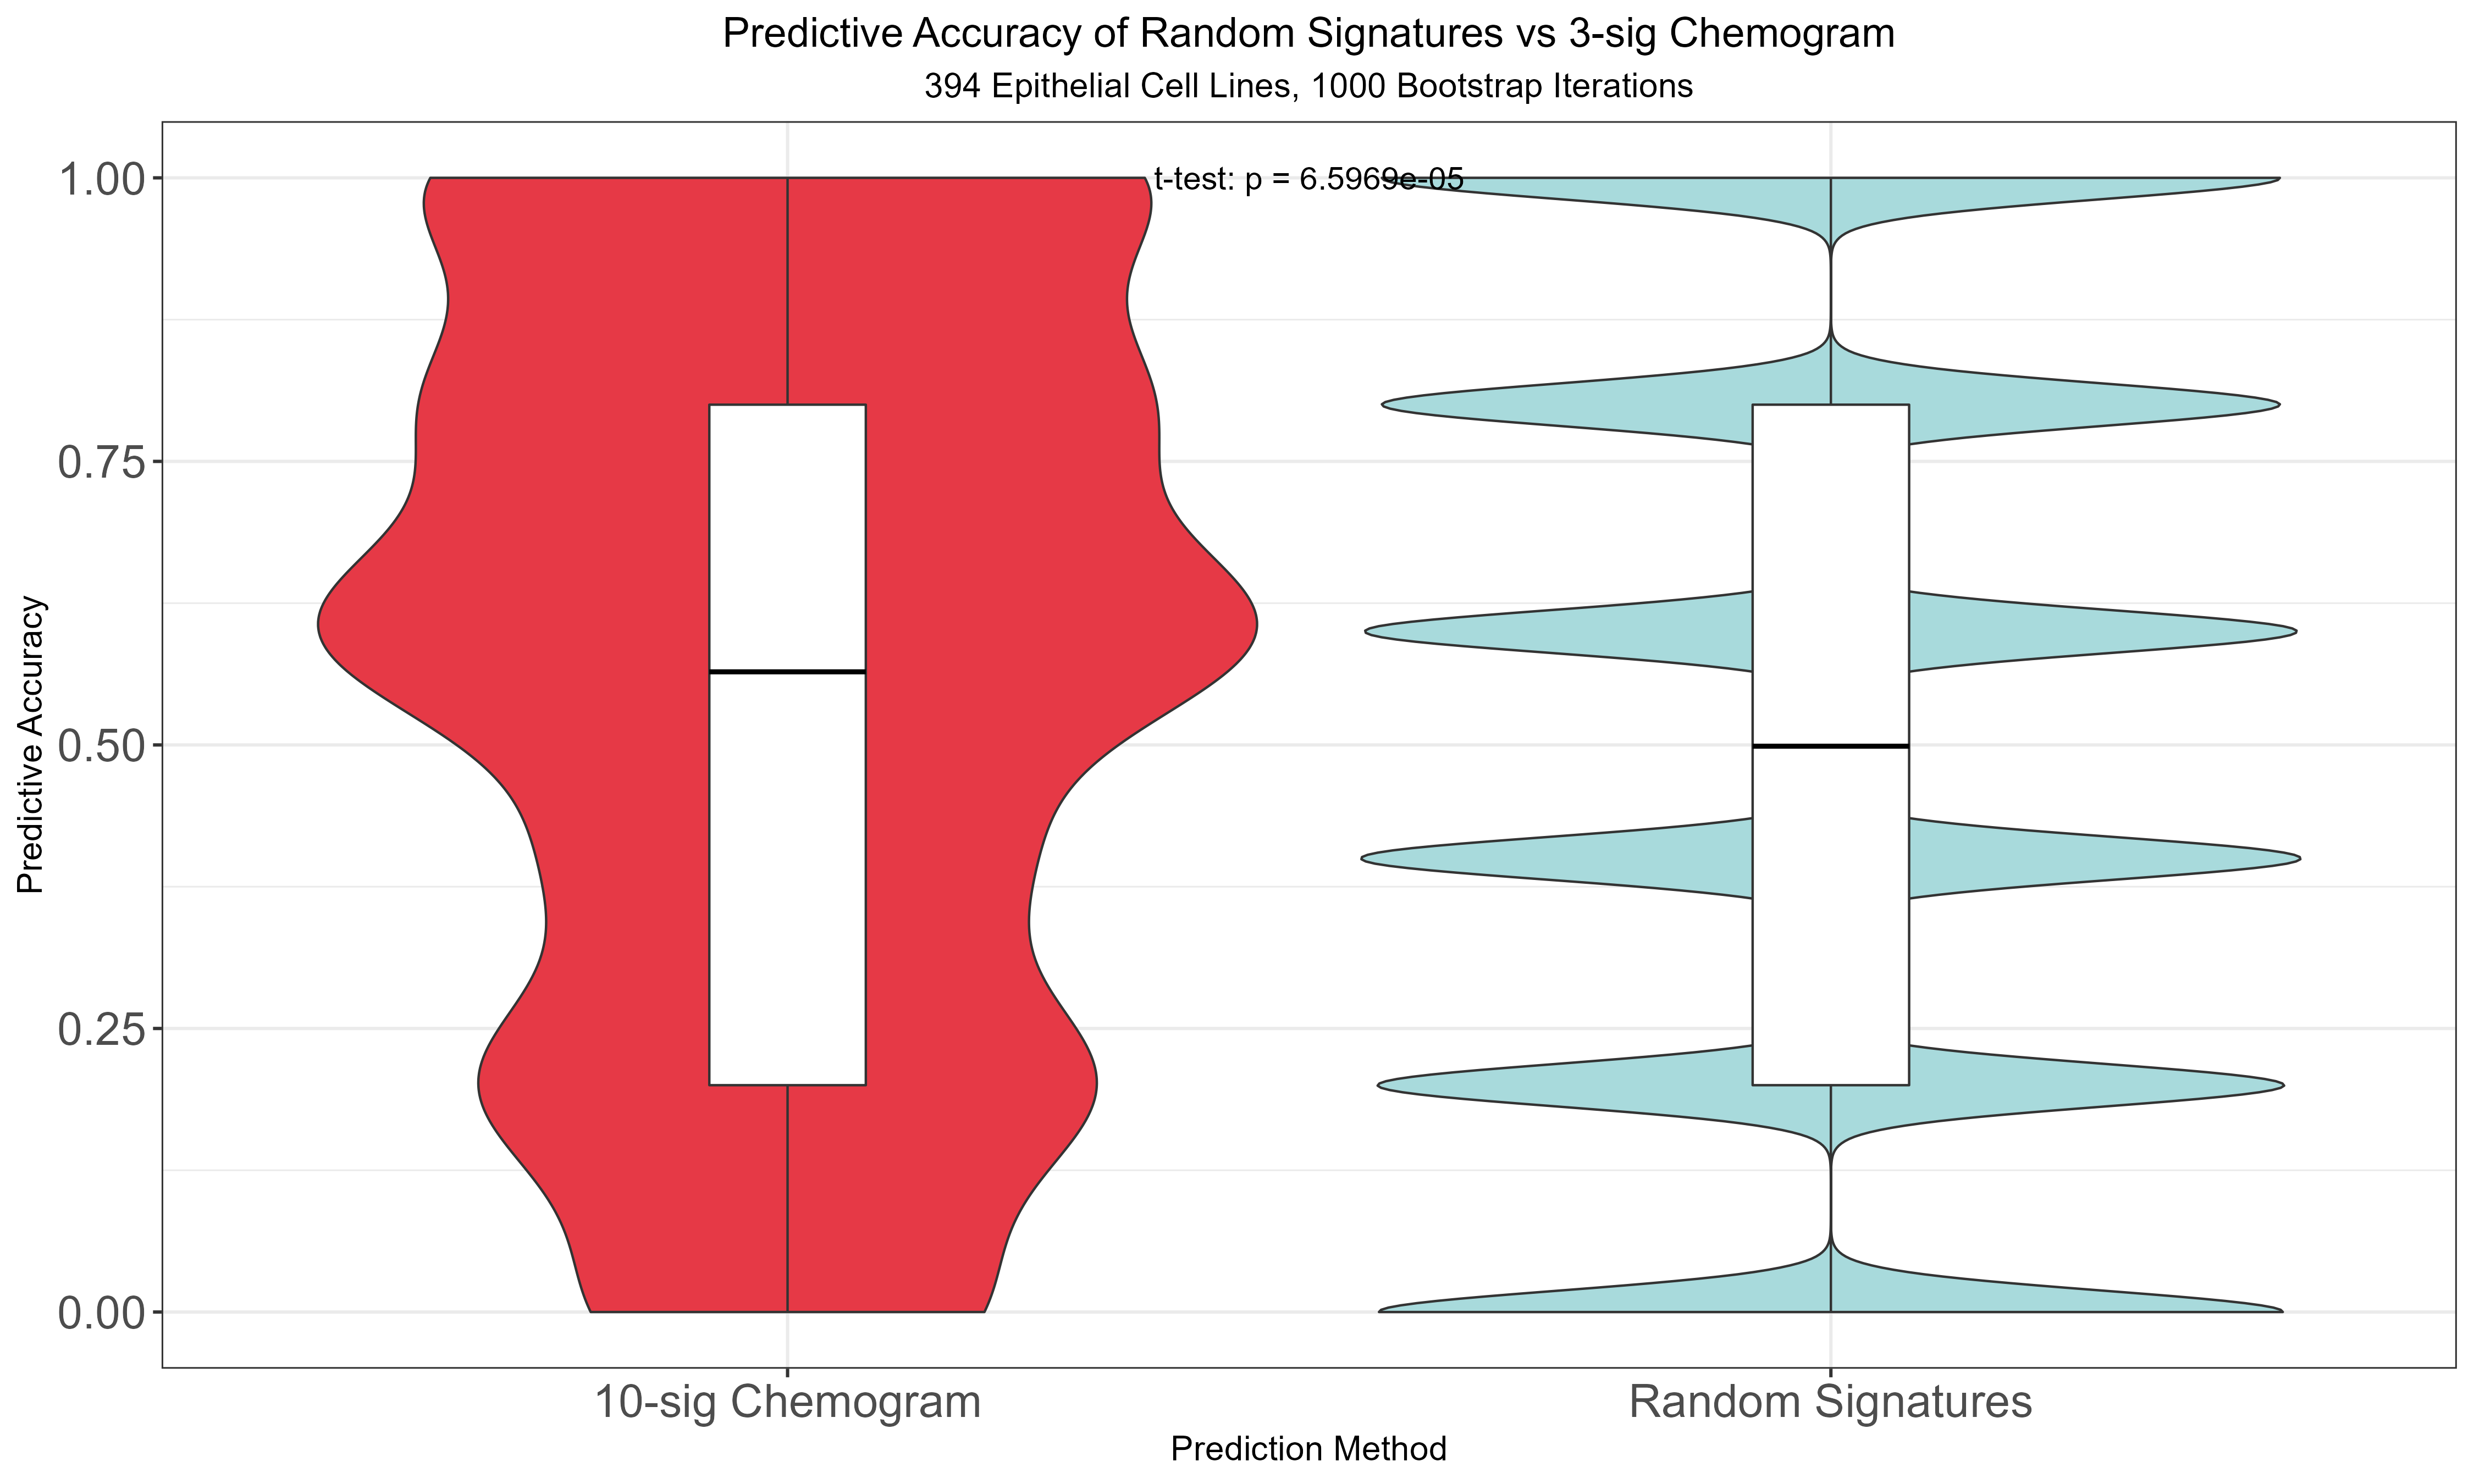 Predictive Accuracy of Random Signatures vs 3-sig Chemogram
394 Epithelial Cell Lines, 1000 Bootstrap Iterations
t-test: p = 6.5969e-05
Predictive Accuracy
1.00
0.75
0.50
0.25
0.00
10-sig Chemogram
Random Signatures
Prediction Method